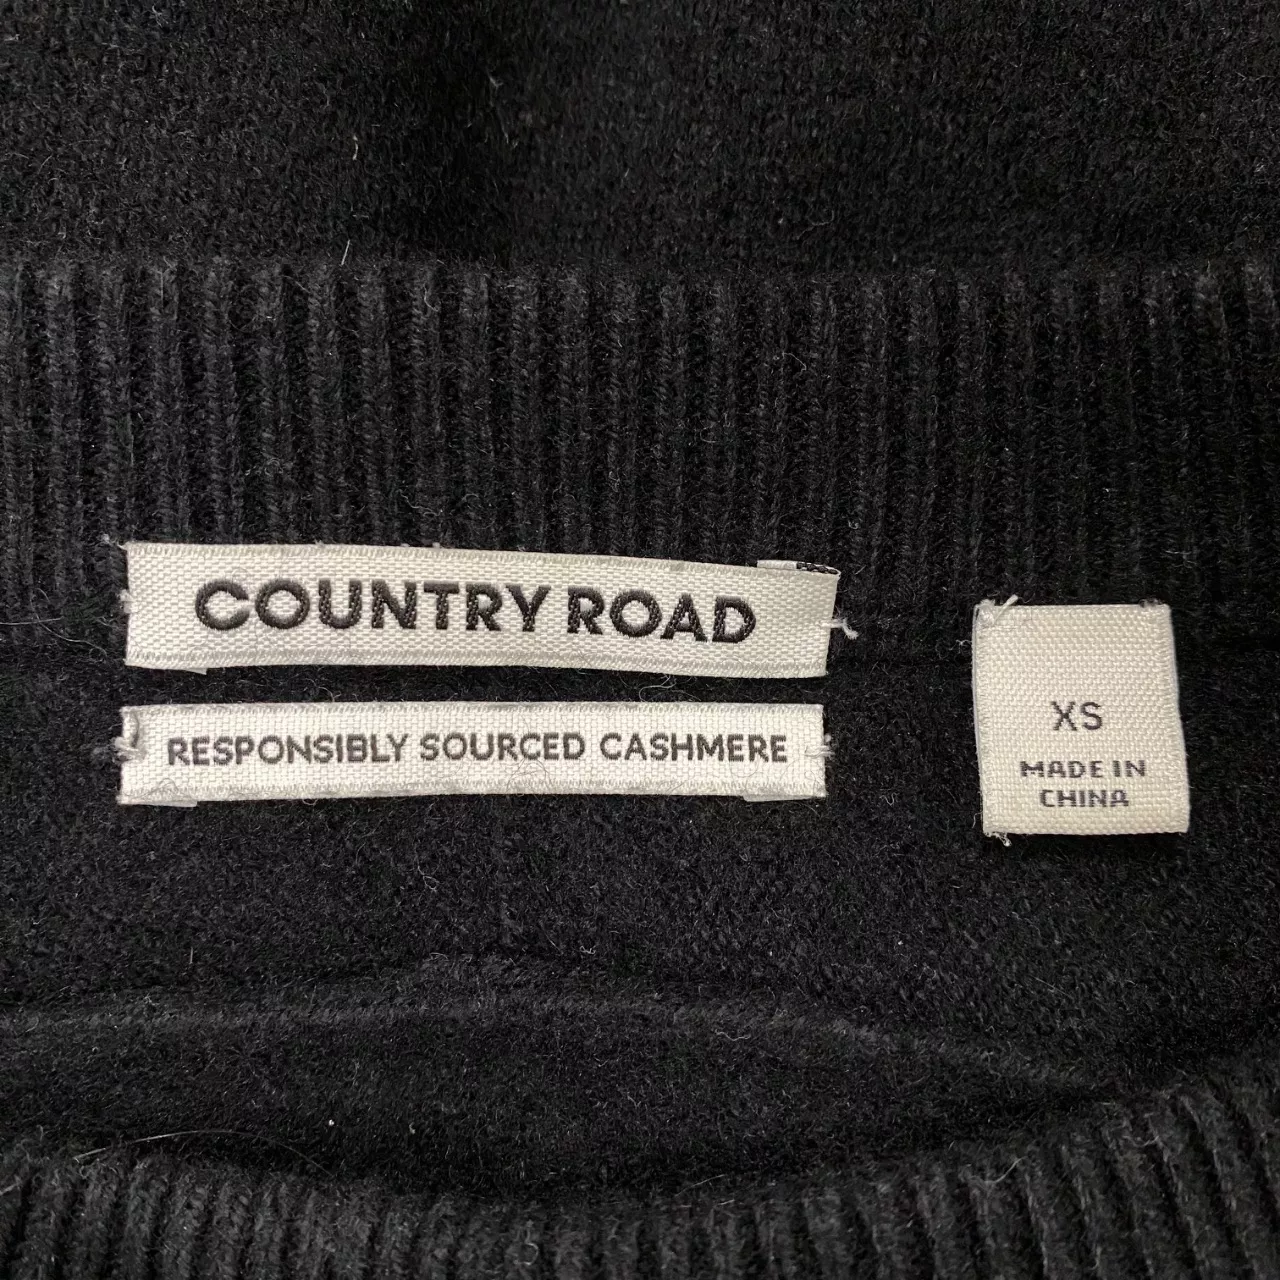 COUNTRY ROAD
RESPONSIBLY SOURCED CASHMERE
XS
MADE IN
CHINA